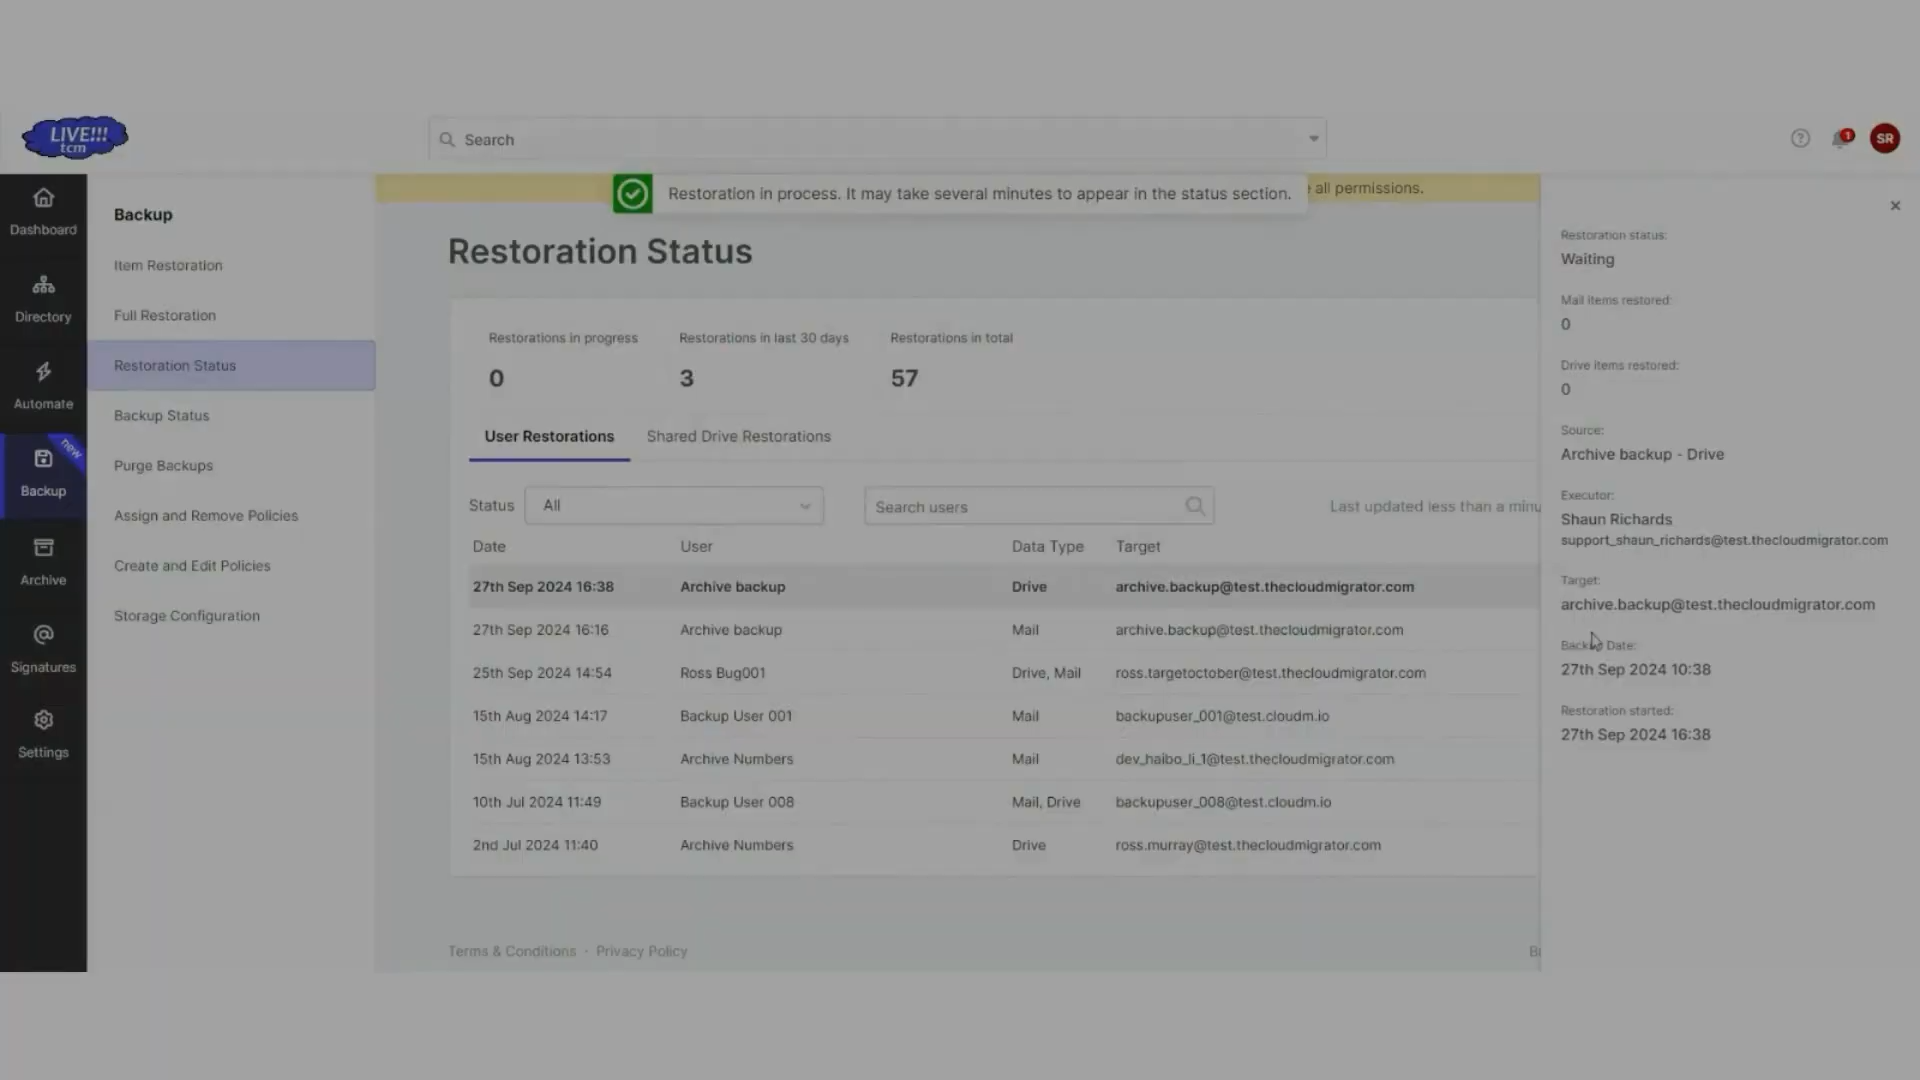 LIVE!!!
tcm
Search
1
SR
Dashboard
Directory
Automate
new
Backup
Archive
Signatures
Settings
Backup
Item Restoration
Full Restoration
Restoration Status
Backup Status
Purge Backups
Assign and Remove Policies
Create and Edit Policies
Storage Configuration
Restoration in process. It may take several minutes to appear in the status section.
all permissions.
Restoration Status
Restorations in progress Restorations in last 30 days Restorations in total
0 3 57
User Restorations Shared Drive Restorations
Status All Search users Last updated less than a minu
Date User Data Type Target
27th Sep 2024 16:38 Archive backup Drive archive.backup@test.thecloudmigrator.com
27th Sep 2024 16:16 Archive backup Mail archive.backup@test.thecloudmigrator.com
25th Sep 2024 14:54 Ross Bug001 Drive, Mail ross.targetoctober@test.thecloudmigrator.com
15th Aug 2024 14:17 Backup User 001 Mail backupuser_001@test.cloudm.io
15th Aug 2024 13:53 Archive Numbers Mail dev_haibo_li_1@test.thecloudmigrator.com
10th Jul 2024 11:49 Backup User 008 Mail, Drive backupuser_008@test.cloudm.io
2nd Jul 2024 11:40 Archive Numbers Drive ross.murray@test.thecloudmigrator.com
Terms & Conditions · Privacy Policy
Restoration status:
Waiting
Mail items restored:
0
Drive items restored:
0
Source:
Archive backup - Drive
Executor:
Shaun Richards
support_shaun_richards@test.thecloudmigrator.com
Target:
archive.backup@test.thecloudmigrator.com
Backup Date:
27th Sep 2024 10:38
Restoration started:
27th Sep 2024 16:38